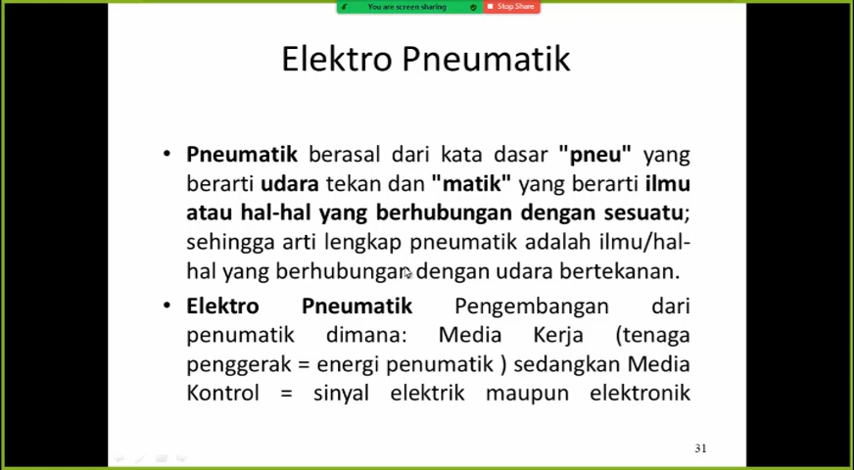 You are screen sharing
Stop Share
Elektro Pneumatik
• Pneumatik berasal dari kata dasar "pneu" yang
berarti udara tekan dan "matik" yang berarti ilmu
atau hal-hal yang berhubungan dengan sesuatu;
sehingga arti lengkap pneumatik adalah ilmu/hal-
hal yang berhubungan dengan udara bertekanan.
• Elektro Pneumatik Pengembangan dari
penumatik dimana: Media Kerja (tenaga
penggerak = energi penumatik ) sedangkan Media
Kontrol = sinyal elektrik maupun elektronik
31